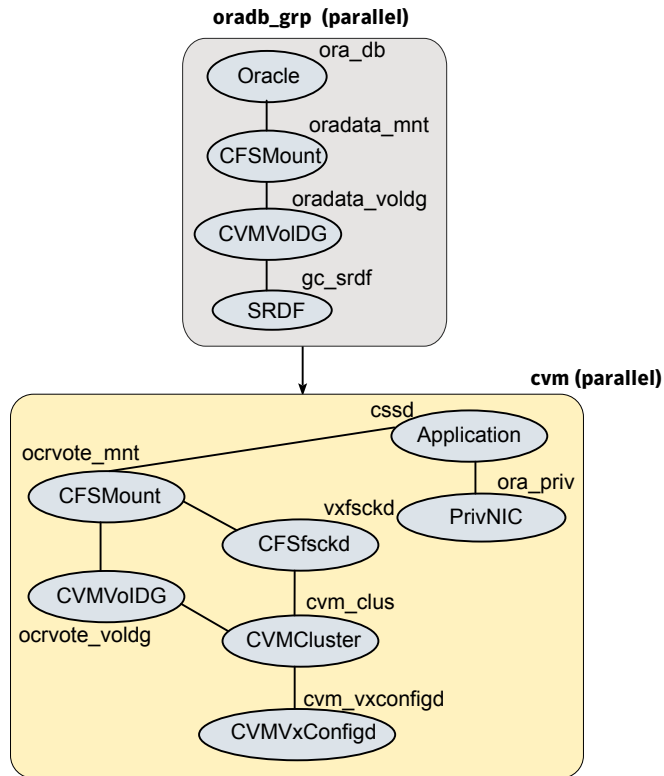 oradb_grp (parallel)
ora_db
Oracle
oradata_mnt
CFSMount
oradata_voldg
CVMVolDG
gc_srdf
SRDF
cvm (parallel)
cssd
Application
ocrvote_mnt
CFSMount
ora_priv
PrivNIC
vxfsckd
CFSfsckd
CVMVolDG
ocrvote_voldg
cvm_clus
CVMCluster
cvm_vxconfigd
CVMVxConfigd